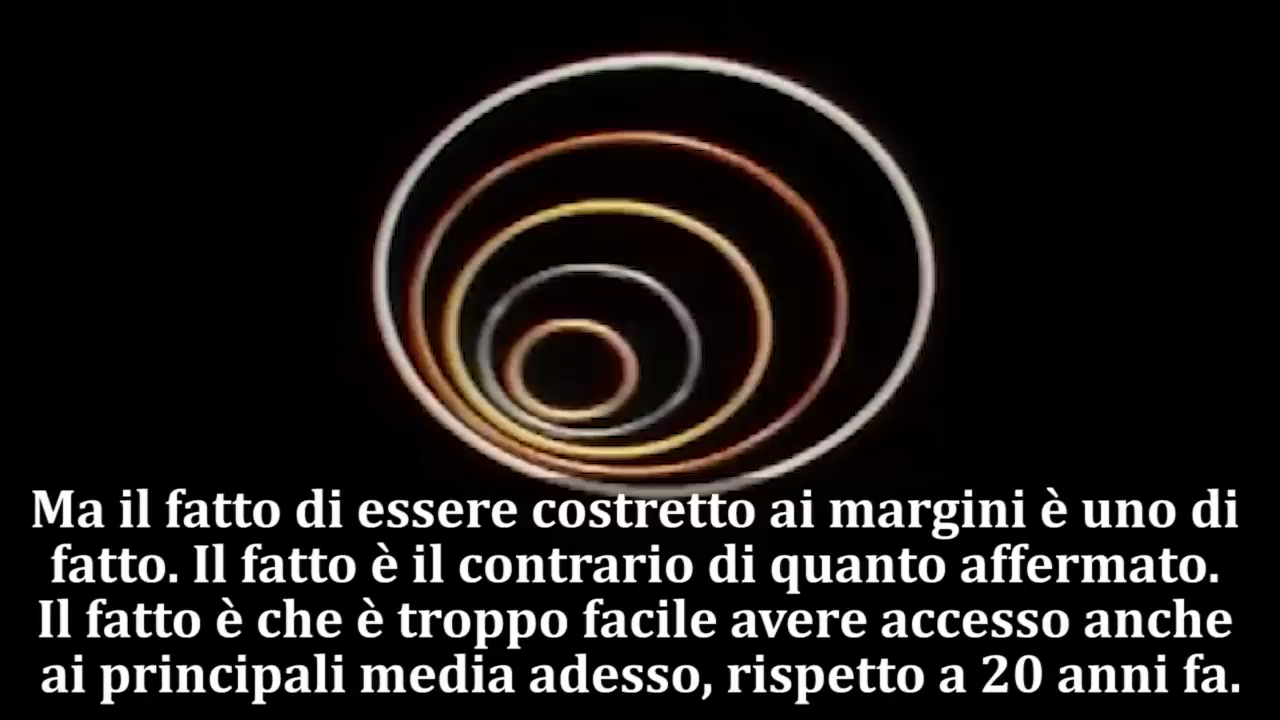 Ma il fatto di essere costretto ai margini è uno di
fatto. Il fatto è il contrario di quanto affermato.
Il fatto è che è troppo facile avere accesso anche
ai principali media adesso, rispetto a 20 anni fa.